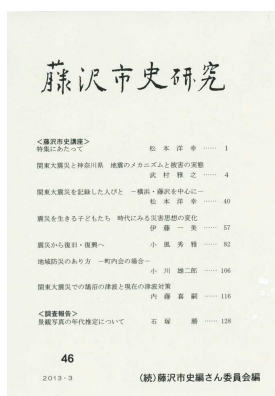 藤沢市史研究
<藤沢市史講座>
特集にあたって 松本洋幸 …… 1
関東大震災と神奈川県 地震のメカニズムと被害の実態
武村雅之 …… 4
関東大震災を記録した人びと －横浜・藤沢を中心に－
松本洋幸 …… 40
震災を生きる子どもたち 時代にみる災害思想の変化
伊藤一美 …… 57
震災から復旧・復興へ 小風秀雅 …… 82
地域防災のあり方 －町内会の場合－
小川雄二郎 …… 106
関東大震災での鵠沼の津波と現在の津波対策
内藤喜嗣 …… 116
<調査報告>
景観写真の年代推定について 石塚勝 …… 128
46
2013・3
(続)藤沢市史編さん委員会編